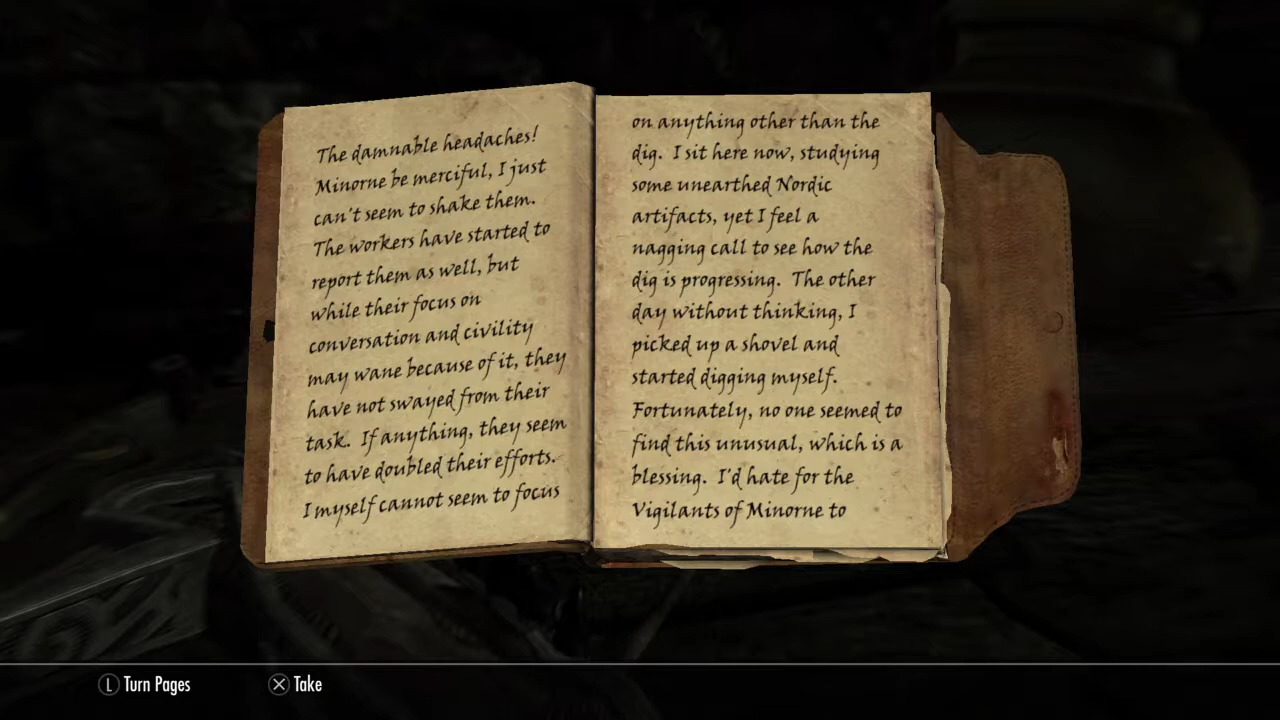 The damnable headaches!
Minorne be merciful, I just
can't seem to shake them.
The workers have started to
report them as well, but
while their focus on
conversation and civility
may wane because of it, they
have not swayed from their
task. If anything, they seem
to have doubled their efforts.
I myself cannot seem to focus
on anything other than the
dig. I sit here now, studying
some unearthed Nordic
artifacts, yet I feel a
nagging call to see how the
dig is progressing. The other
day without thinking, I
picked up a shovel and
started digging myself.
Fortunately, no one seemed to
find this unusual, which is a
blessing. I'd hate for the
Vigilants of Minorne to
L Turn Pages
X Take